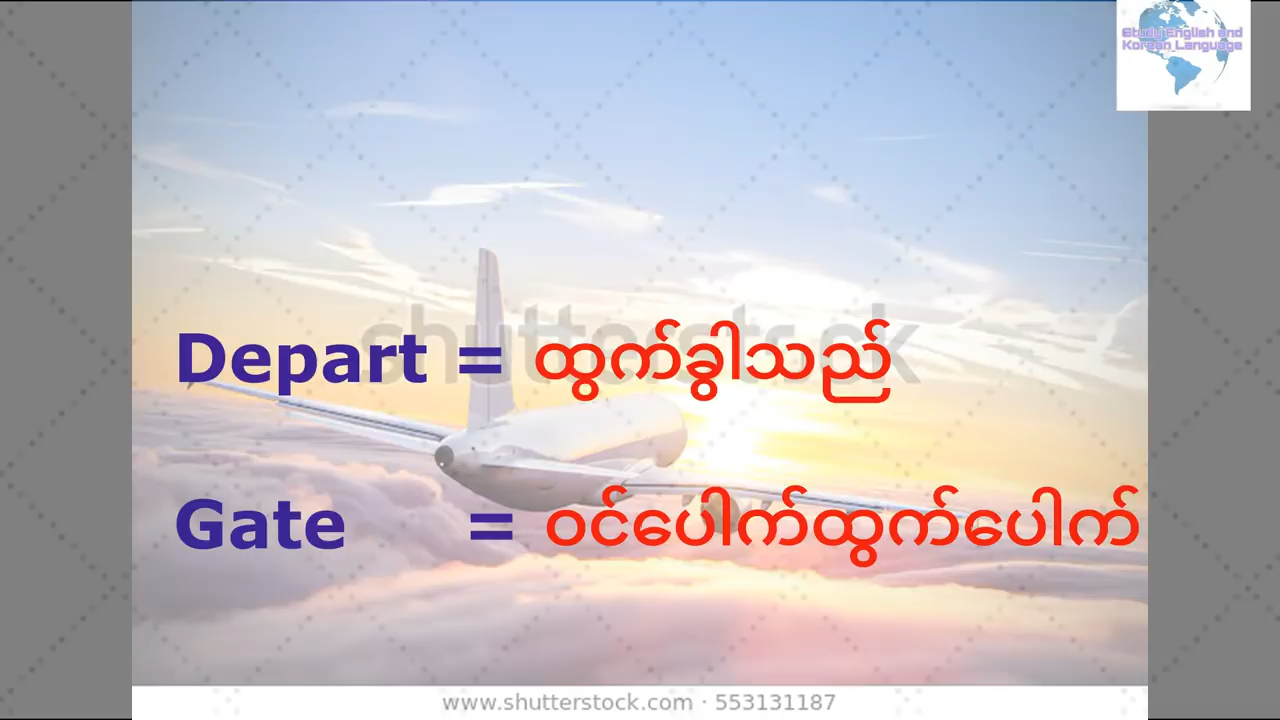 Study English and
Korean Language
shutterstock
Depart = ထွက်ခွါသည်
Gate = ဝင်ပေါက်ထွက်ပေါက်
www.shutterstock.com · 553131187